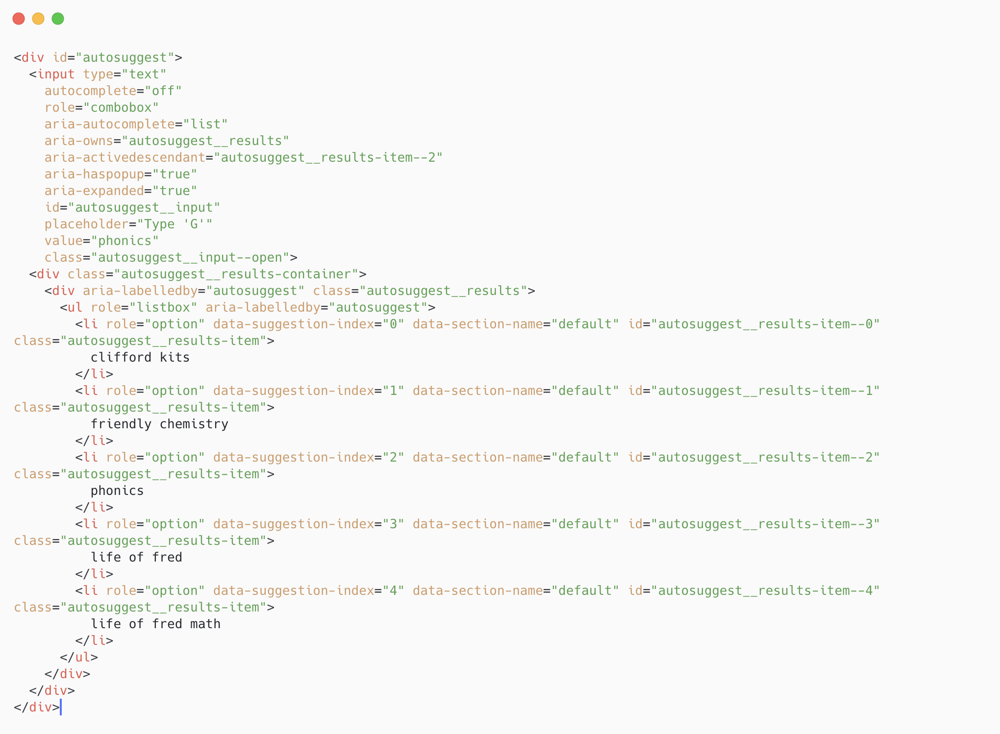 <div id="autosuggest">
  <input type="text"
    autocomplete="off"
    role="combobox"
    aria-autocomplete="list"
    aria-owns="autosuggest__results"
    aria-activedescendant="autosuggest__results-item--2"
    aria-haspopup="true"
    aria-expanded="true"
    id="autosuggest__input"
    placeholder="Type 'G'"
    value="phonics"
    class="autosuggest__input--open">
  <div class="autosuggest__results-container">
    <div aria-labelledby="autosuggest" class="autosuggest__results">
      <ul role="listbox" aria-labelledby="autosuggest">
        <li role="option" data-suggestion-index="0" data-section-name="default" id="autosuggest__results-item--0"
class="autosuggest__results-item">
          clifford kits
        </li>
        <li role="option" data-suggestion-index="1" data-section-name="default" id="autosuggest__results-item--1"
class="autosuggest__results-item">
          friendly chemistry
        </li>
        <li role="option" data-suggestion-index="2" data-section-name="default" id="autosuggest__results-item--2"
class="autosuggest__results-item">
          phonics
        </li>
        <li role="option" data-suggestion-index="3" data-section-name="default" id="autosuggest__results-item--3"
class="autosuggest__results-item">
          life of fred
        </li>
        <li role="option" data-suggestion-index="4" data-section-name="default" id="autosuggest__results-item--4"
class="autosuggest__results-item">
          life of fred math
        </li>
      </ul>
    </div>
  </div>
</div>